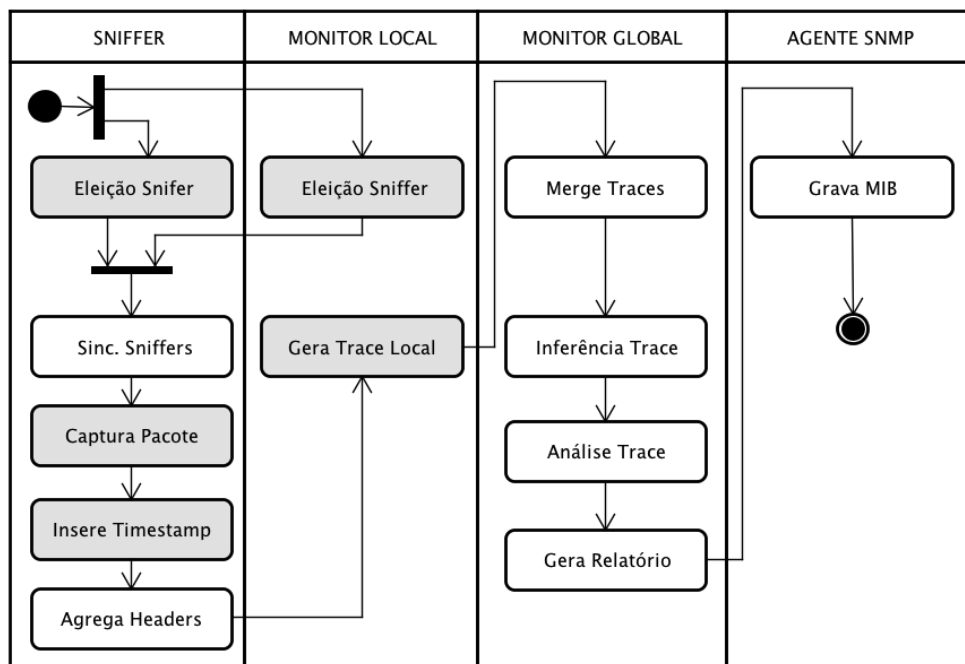 SNIFFER
MONITOR LOCAL
MONITOR GLOBAL
AGENTE SNMP
Eleição Snifer
Eleição Sniffer
Merge Traces
Grava MIB
Sinc. Sniffers
Gera Trace Local
Inferência Trace
Captura Pacote
Análise Trace
Insere Timestamp
Gera Relatório
Agrega Headers